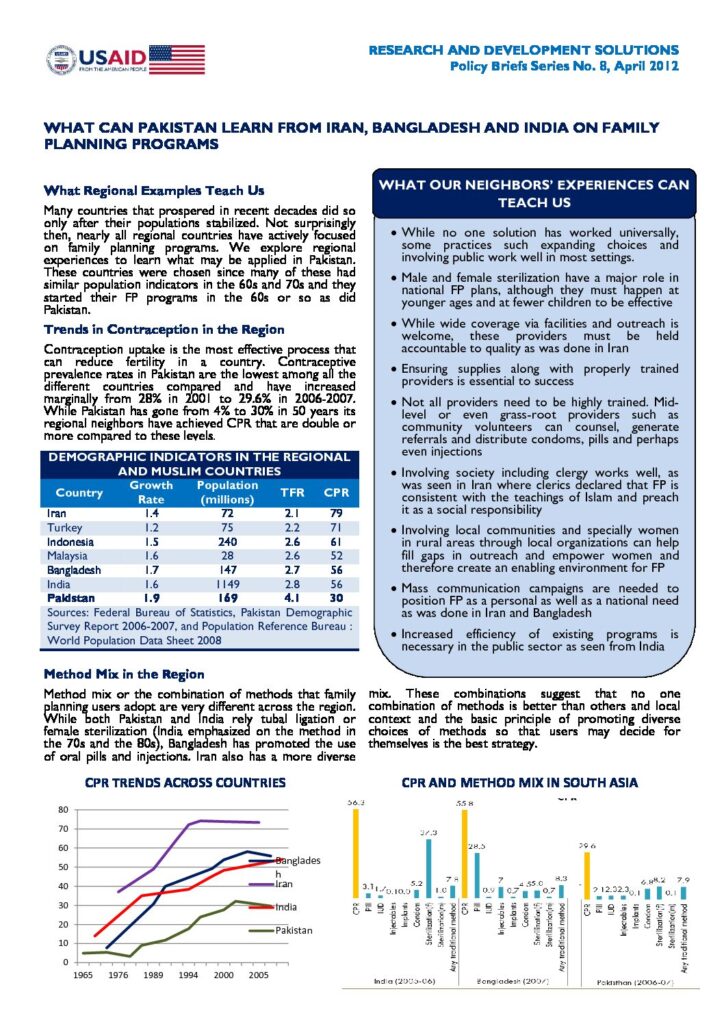 USAID
FROM THE AMERICAN PEOPLE
RESEARCH AND DEVELOPMENT SOLUTIONS
Policy Briefs Series No. 8, April 2012
WHAT CAN PAKISTAN LEARN FROM IRAN, BANGLADESH AND INDIA ON FAMILY
PLANNING PROGRAMS
What Regional Examples Teach Us
Many countries that prospered in recent decades did so
only after their populations stabilized. Not surprisingly
then, nearly all regional countries have actively focused
on family planning programs. We explore regional
experiences to learn what may be applied in Pakistan.
These countries were chosen since many of these had
similar population indicators in the 60s and 70s and they
started their FP programs in the 60s or so as did
Pakistan.
Trends in Contraception in the Region
Contraception uptake is the most effective process that
can reduce fertility in a country. Contraceptive
prevalence rates in Pakistan are the lowest among all the
different countries compared and have increased
marginally from 28% in 2001 to 29.6% in 2006-2007.
While Pakistan has gone from 4% to 30% in 50 years its
regional neighbors have achieved CPR that are double or
more compared to these levels.
DEMOGRAPHIC INDICATORS IN THE REGIONAL
AND MUSLIM COUNTRIES
Country Growth Rate Population (millions) TFR CPR
Iran 1.4 72 2.1 79
Turkey 1.2 75 2.2 71
Indonesia 1.5 240 2.6 61
Malaysia 1.6 28 2.6 52
Bangladesh 1.7 147 2.7 56
India 1.6 1149 2.8 56
Pakistan 1.9 169 4.1 30
Sources: Federal Bureau of Statistics, Pakistan Demographic
Survey Report 2006-2007, and Population Reference Bureau :
World Population Data Sheet 2008
WHAT OUR NEIGHBORS' EXPERIENCES CAN
TEACH US
• While no one solution has worked universally,
some practices such expanding choices and
involving public work well in most settings.
• Male and female sterilization have a major role in
national FP plans, although they must happen at
younger ages and at fewer children to be effective
• While wide coverage via facilities and outreach is
welcome, these providers must be held
accountable to quality as was done in Iran
• Ensuring supplies along with properly trained
providers is essential to success
• Not all providers need to be highly trained. Mid-
level or even grass-root providers such as
community volunteers can counsel, generate
referrals and distribute condoms, pills and perhaps
even injections
• Involving society including clergy works well, as
was seen in Iran where clerics declared that FP is
consistent with the teachings of Islam and preach
it as a social responsibility
• Involving local communities and specially women
in rural areas through local organizations can help
fill gaps in outreach and empower women and
therefore create an enabling environment for FP
• Mass communication campaigns are needed to
position FP as a personal as well as a national need
as was done in Iran and Bangladesh
• Increased efficiency of existing programs is
necessary in the public sector as seen from India
Method Mix in the Region
Method mix or the combination of methods that family
planning users adopt are very different across the region.
While both Pakistan and India rely tubal ligation or
female sterilization (India emphasized on the method in
the 70s and the 80s), Bangladesh has promoted the use
of oral pills and injections. Iran also has a more diverse
mix. These combinations suggest that no one
combination of methods is better than others and local
context and the basic principle of promoting diverse
choices of methods so that users may decide for
themselves is the best strategy.
CPR TRENDS ACROSS COUNTRIES
80
70
60
50
40
30
20
10
0
1965 1976 1989 1994 2000 2005
Banglades
h
Iran
India
Pakistan
CPR AND METHOD MIX IN SOUTH ASIA
CPR
56.3 3.1 5.2 37.3 1.0 7.8
55.8 28.5 0.9 7 0.7 4.5 5.0 0.7 8.3
29.6 0.1 6.8 8.2 0.1 7.9
CPR Pill IUD Injectables Implants Condom Sterilization(f) Sterilization(m) Any traditional method
CPR Pill IUD Injectables Implants Condom Sterilization(f) Sterilization(m) Any traditional method
CPR Pill IUD Injectables Implants Condom Sterilization(f) Sterilization(m) Any traditional method
India (2005-06) Bangladesh (2007) Pakisthan (2006-07)